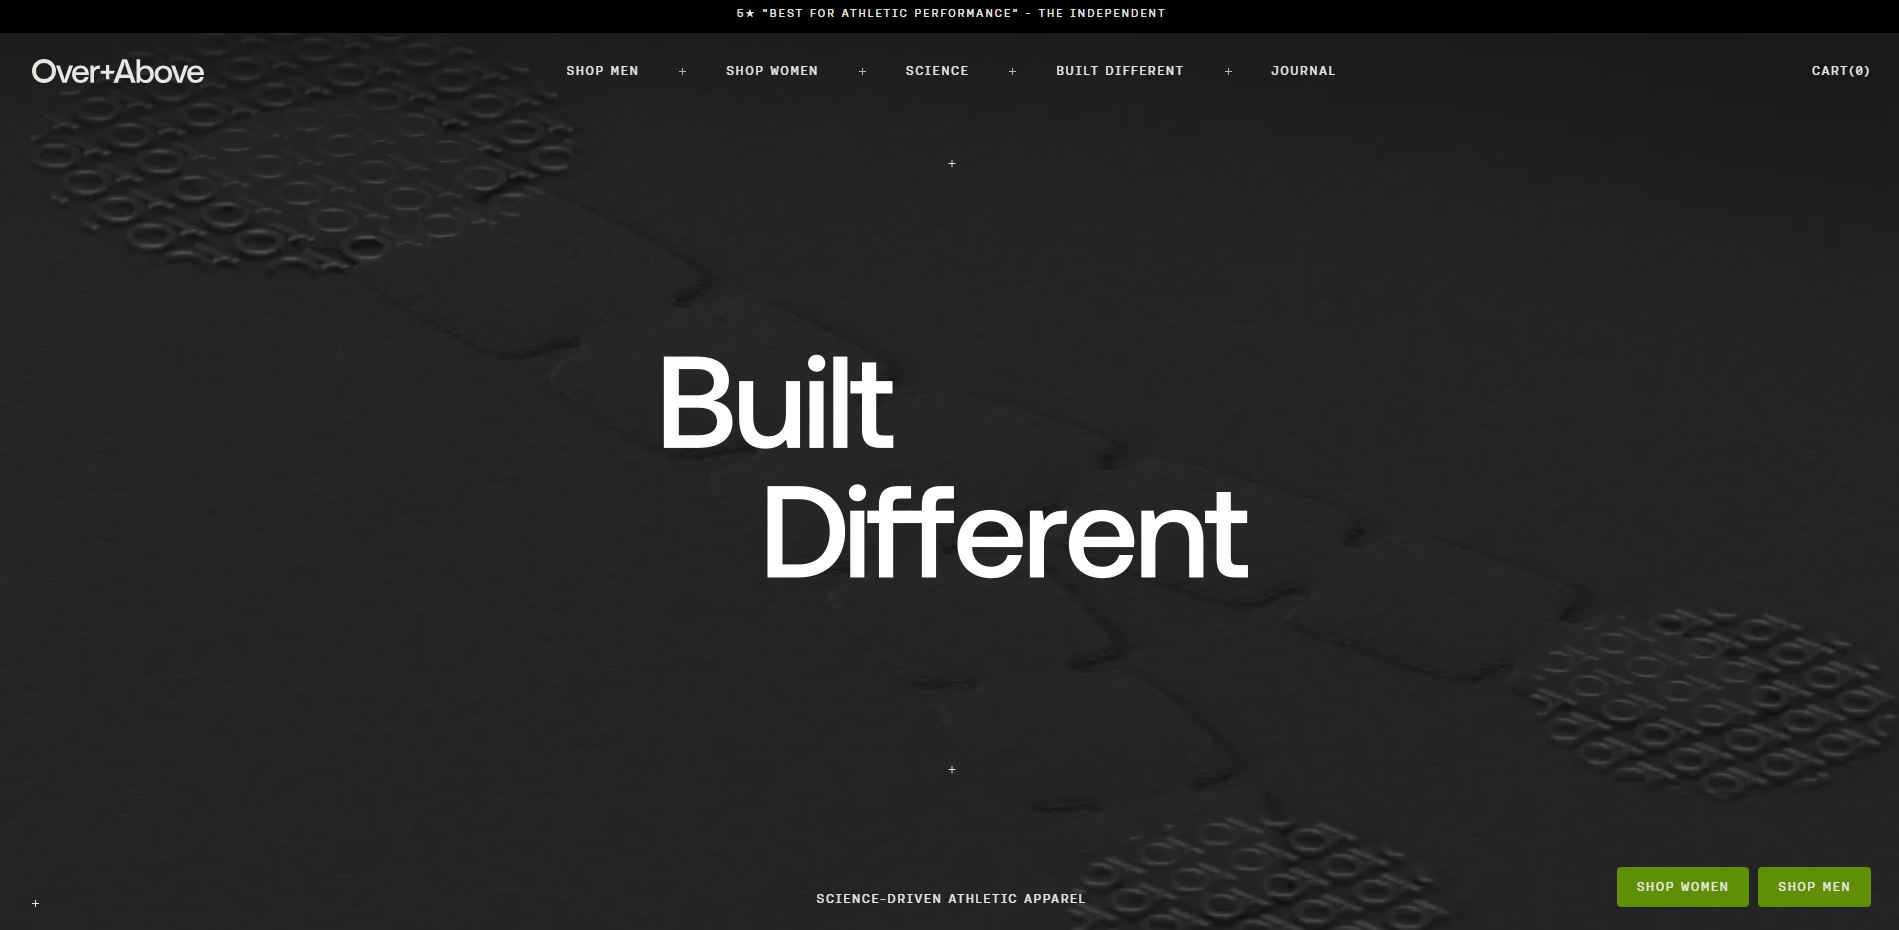 5★ "BEST FOR ATHLETIC PERFORMANCE" - THE INDEPENDENT
Over+Above
SHOP MEN + SHOP WOMEN + SCIENCE + BUILT DIFFERENT + JOURNAL
CART(0)
+
Built
Different
+
+
SCIENCE-DRIVEN ATHLETIC APPAREL
SHOP WOMEN
SHOP MEN